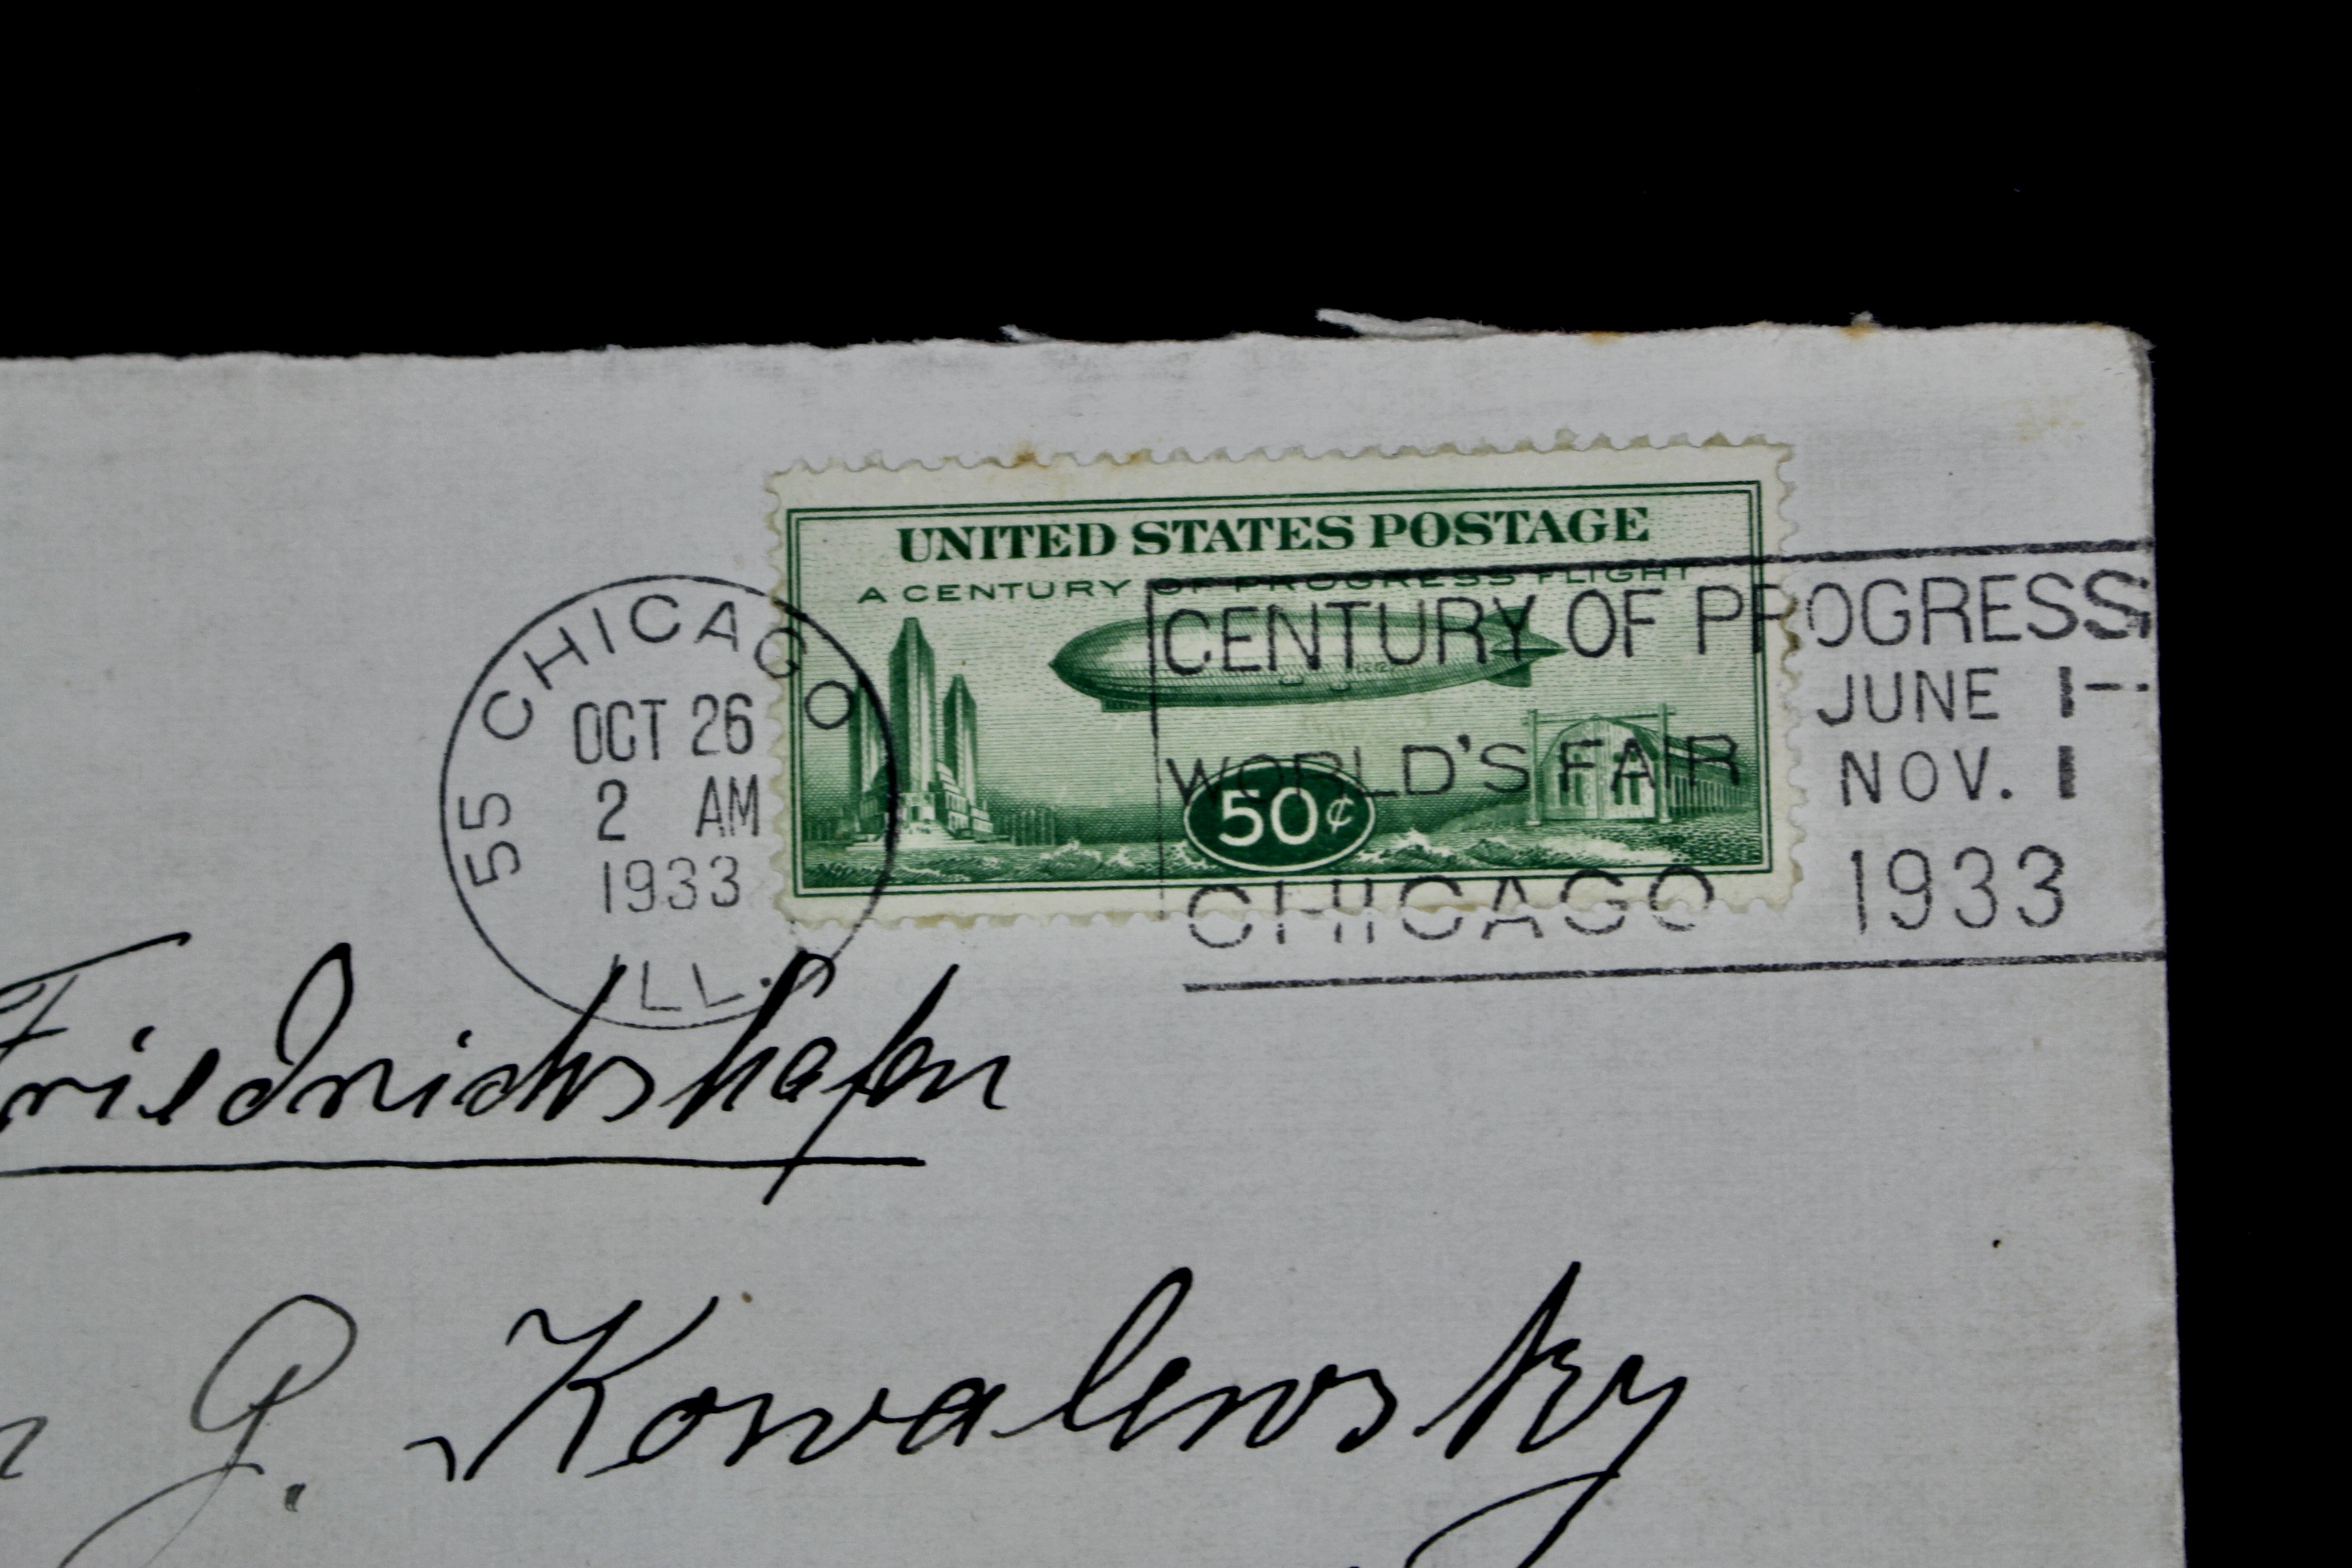 UNITED STATES POSTAGE
A CENTURY OF PROGRESS FLIGHT
50¢
55 CHICAGO
OCT 26
2 AM
1933
ILL.
CENTURY OF PROGRESS
JUNE 1-
WORLD'S FAIR
NOV. 1
CHICAGO 1933
Friedrichshafen
G. Kowalewsky